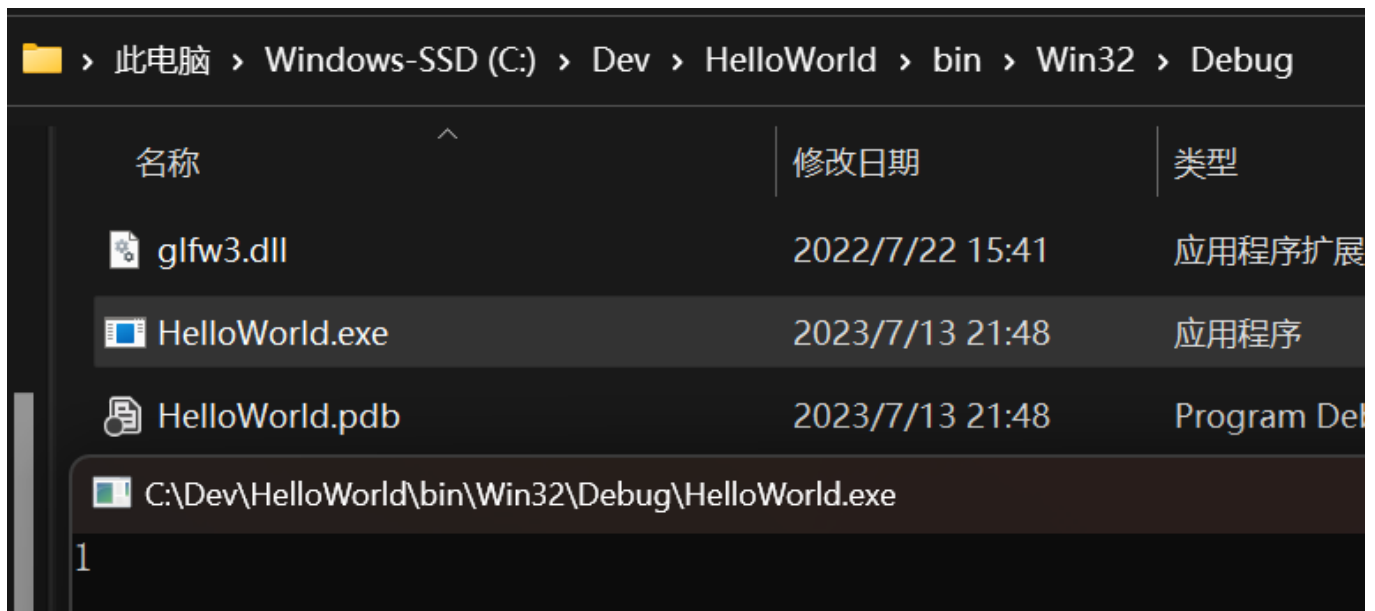 › 此电脑 › Windows-SSD (C:) › Dev › HelloWorld › bin › Win32 › Debug
名称 修改日期 类型
glfw3.dll 2022/7/22 15:41 应用程序扩展
HelloWorld.exe 2023/7/13 21:48 应用程序
HelloWorld.pdb 2023/7/13 21:48 Program
C:\Dev\HelloWorld\bin\Win32\Debug\HelloWorld.exe
1